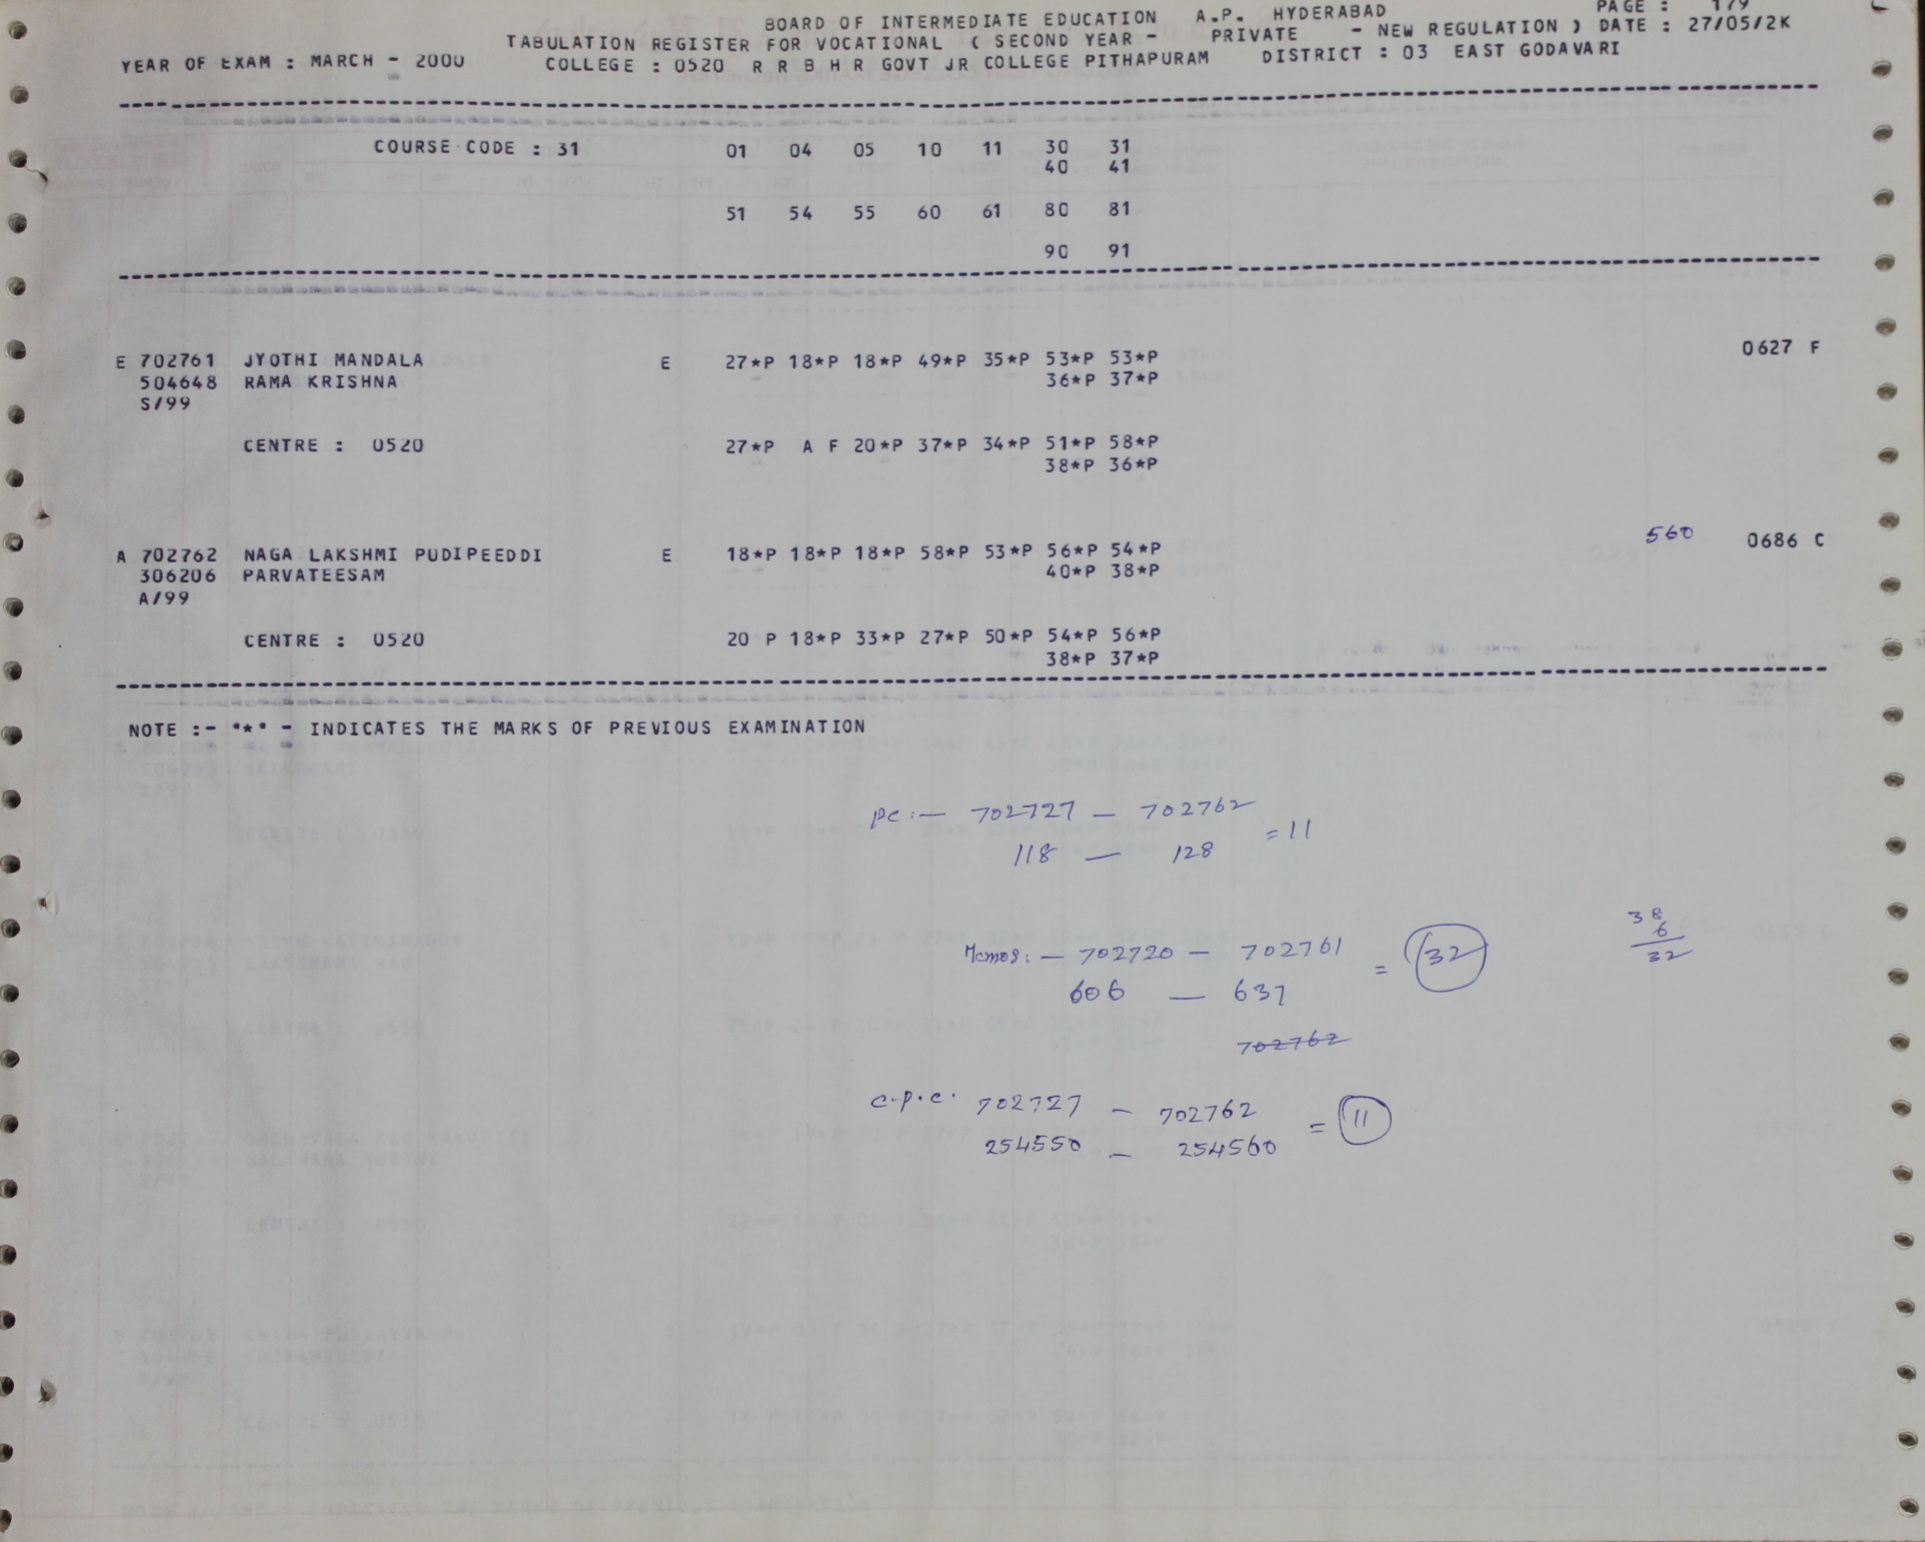 BOARD OF INTERMEDIATE EDUCATION A.P. HYDERABAD PAGE : 179
TABULATION REGISTER FOR VOCATIONAL ( SECOND YEAR - PRIVATE - NEW REGULATION ) DATE : 27/05/2K
YEAR OF EXAM : MARCH - 2000 COLLEGE : 0520 R R B H R GOVT JR COLLEGE PITHAPURAM DISTRICT : 03 EAST GODAVARI
COURSE CODE : 31 01 04 05 10 11 30 31
40 41
51 54 55 60 61 80 81
90 91
E 702761 JYOTHI MANDALA E 27*P 18*P 18*P 49*P 35*P 53*P 53*P 0627 F
504648 RAMA KRISHNA 36*P 37*P
S/99
CENTRE : 0520 27*P A F 20*P 37*P 34*P 51*P 58*P
38*P 36*P
560
A 702762 NAGA LAKSHMI PUDIPEEDDI E 18*P 18*P 18*P 58*P 53*P 56*P 54*P 0686 C
306206 PARVATEESAM 40*P 38*P
A/99
CENTRE : 0520 20 P 18*P 33*P 27*P 50*P 54*P 56*P
38*P 37*P
NOTE :- "*" - INDICATES THE MARKS OF PREVIOUS EXAMINATION
pc :- 702727 - 702762
118 - 128 = 11
38
6
32
Memos: - 702720 - 702761 = 32
606 - 637
702762
c.p.c. 702727 - 702762 = 11
254550 - 254560